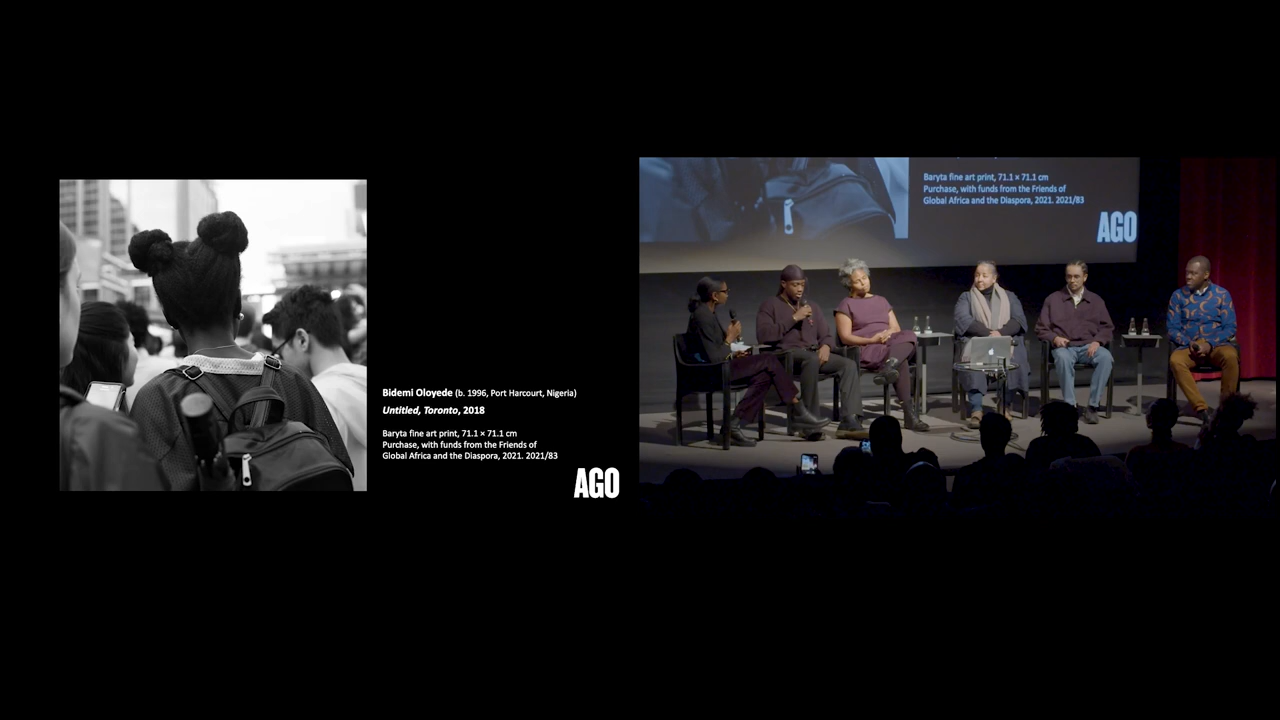 Bidemi Oloyede (b. 1996, Port Harcourt, Nigeria)
Untitled, Toronto, 2018
Baryta fine art print, 71.1 × 71.1 cm
Purchase, with funds from the Friends of
Global Africa and the Diaspora, 2021. 2021/83
AGO
Baryta fine art print, 71.1 × 71.1 cm
Purchase, with funds from the Friends of
Global Africa and the Diaspora, 2021. 2021/83
AGO